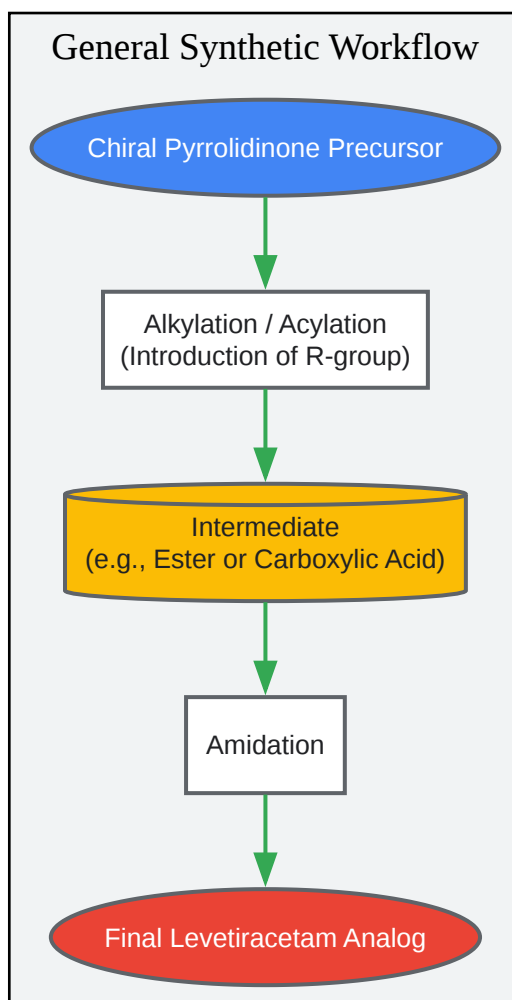 General Synthetic Workflow
Chiral Pyrrolidinone Precursor
Alkylation / Acylation
(Introduction of R-group)
Intermediate
(e.g., Ester or Carboxylic Acid)
Amidation
Final Levetiracetam Analog